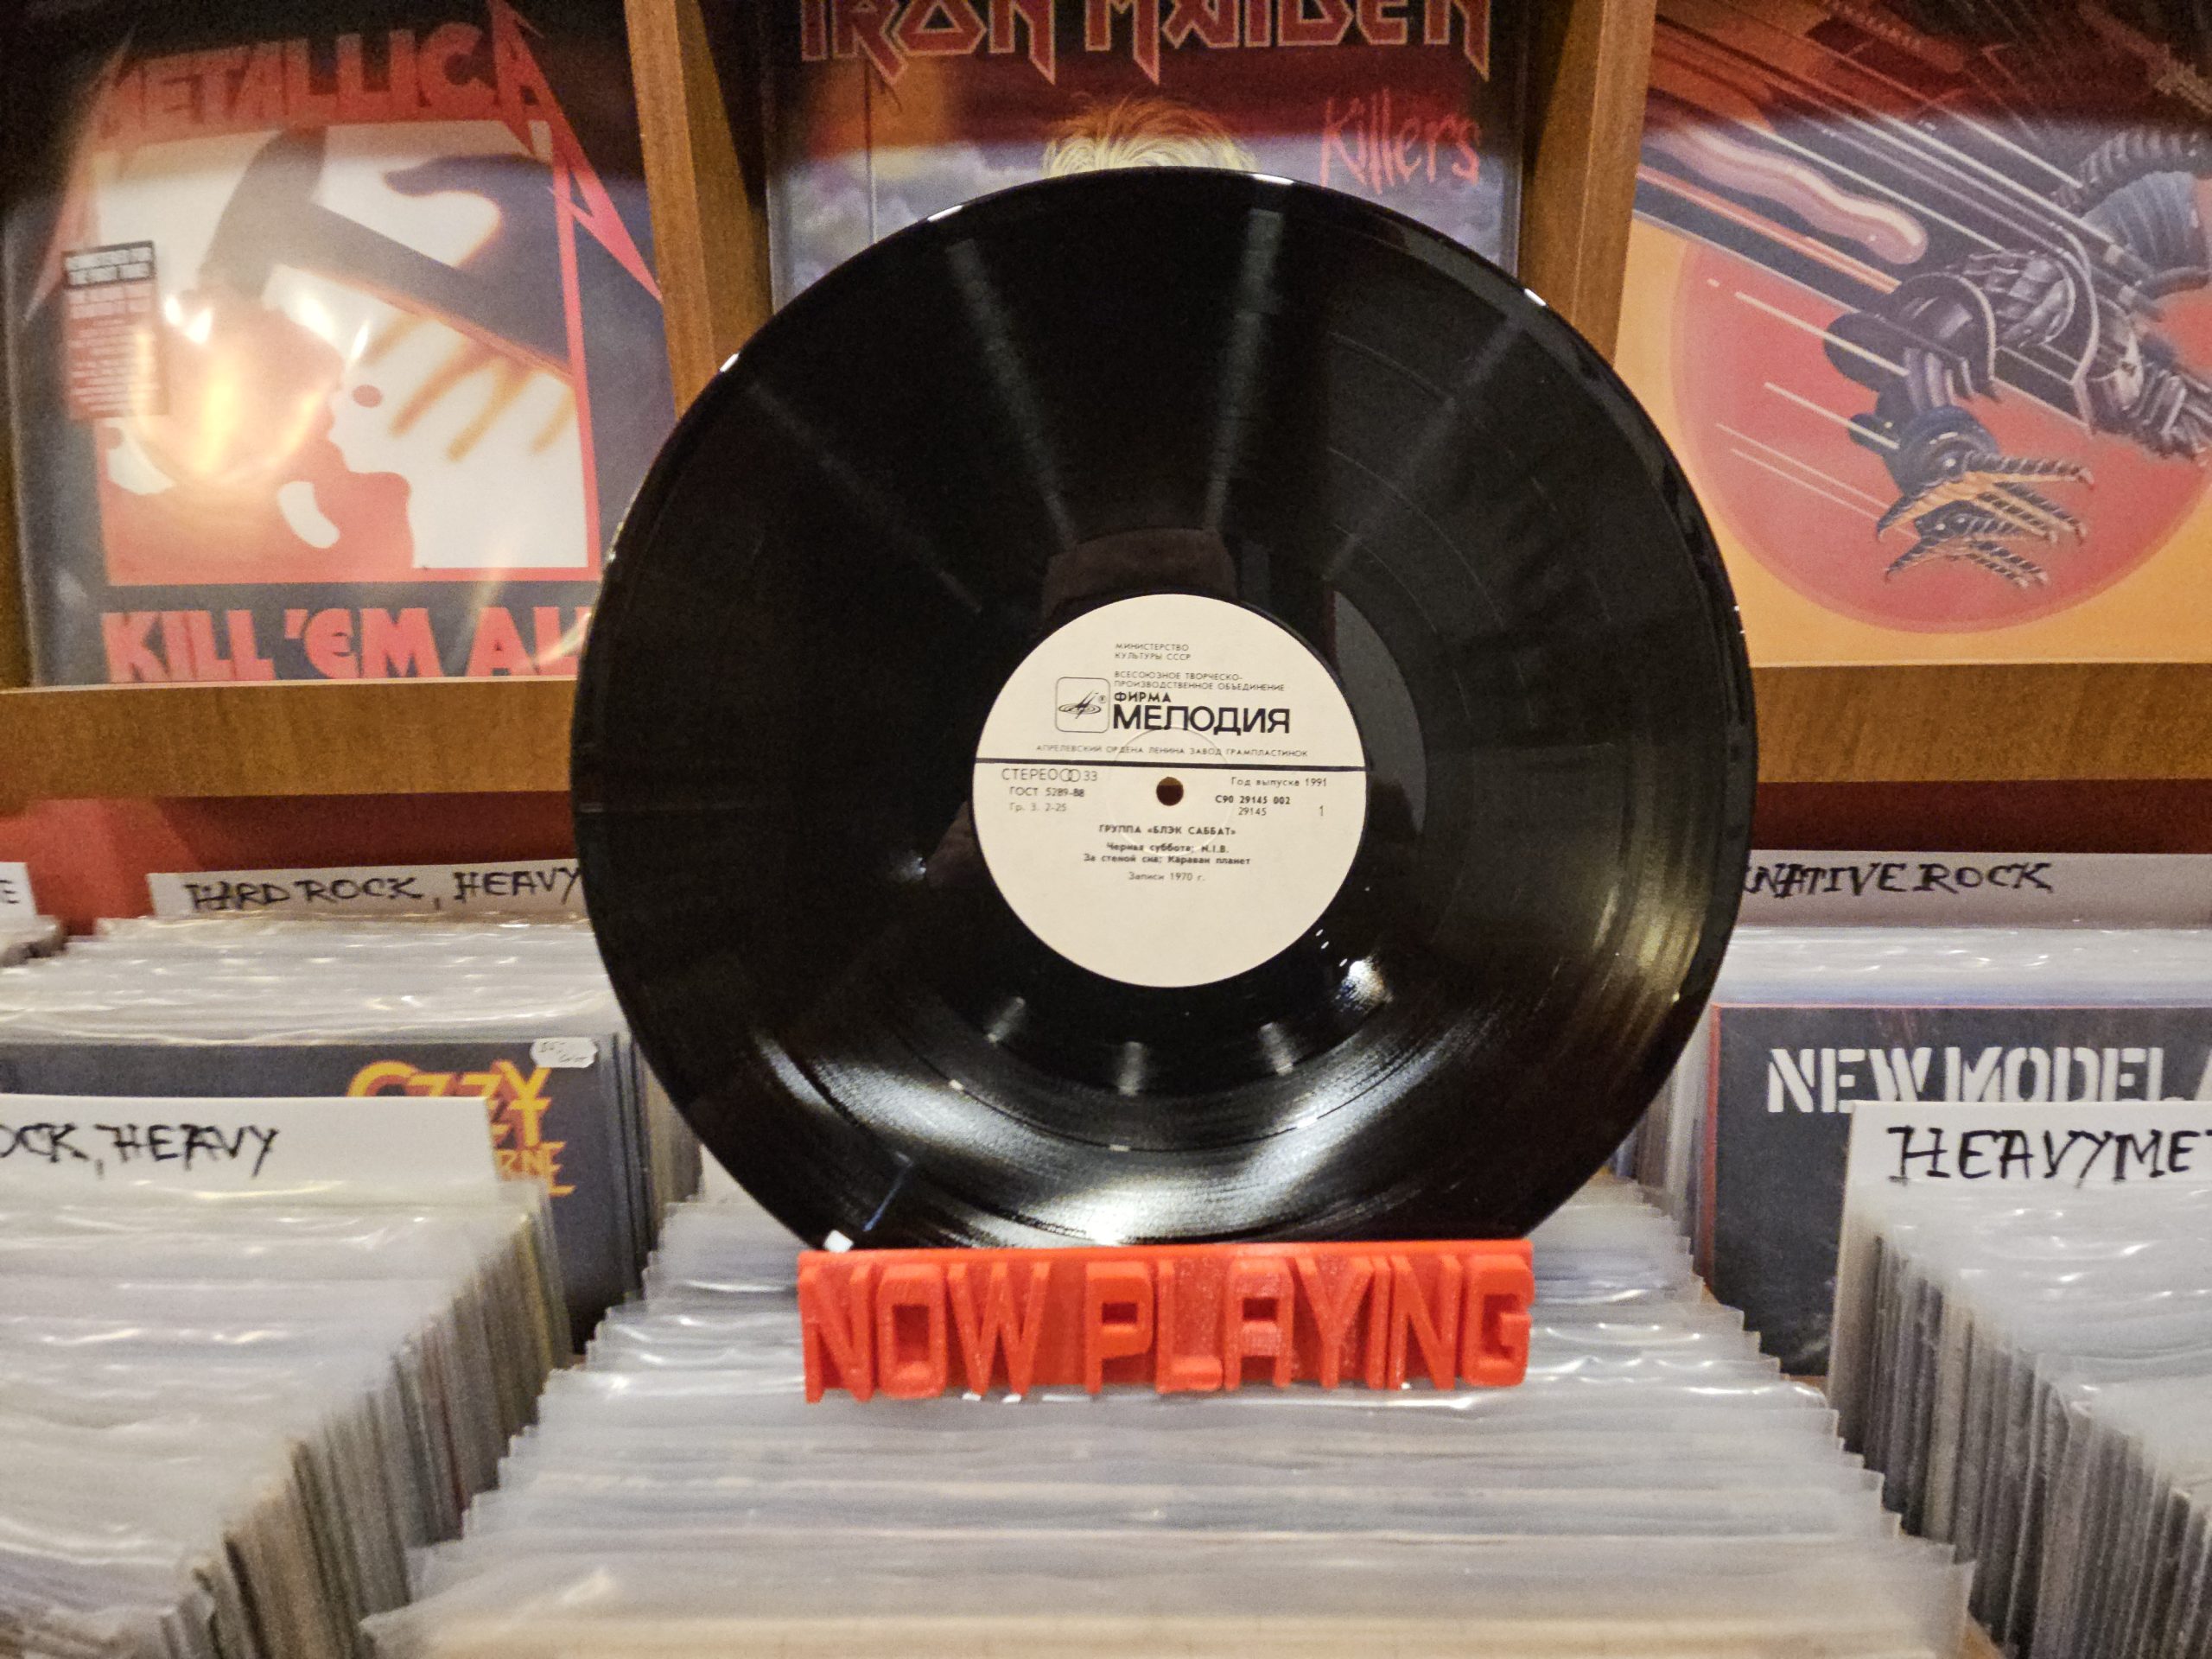 METALLICA
KILL 'EM AL
IRON MAIDEN
Killers
МИНИСТЕРСТВО
КУЛЬТУРЫ СССР
ВСЕСОЮЗНОЕ ТВОРЧЕСКО-
ПРОИЗВОДСТВЕННОЕ ОБЪЕДИНЕНИЕ
ФИРМА
МЕЛОДИЯ
АПРЕЛЕВСКИЙ ОРДЕНА ЛЕНИНА ЗАВОД ГРАМПЛАСТИНОК
СТЕРЕО 33
Год выпуска 1991
ГОСТ 5289-88
С90 29145 002
Гр. 3. 2-25
29145
1
ГРУППА «БЛЭК САББАТ»
Черная суббота; N.I.B.
За стеной сна; Караван планет
Записи 1970 г.
HARD ROCK, HEAVY
NATIVE ROCK
OZZY
NEW MODEL A
OCK, HEAVY
HEAVY ME
NOW PLAYING